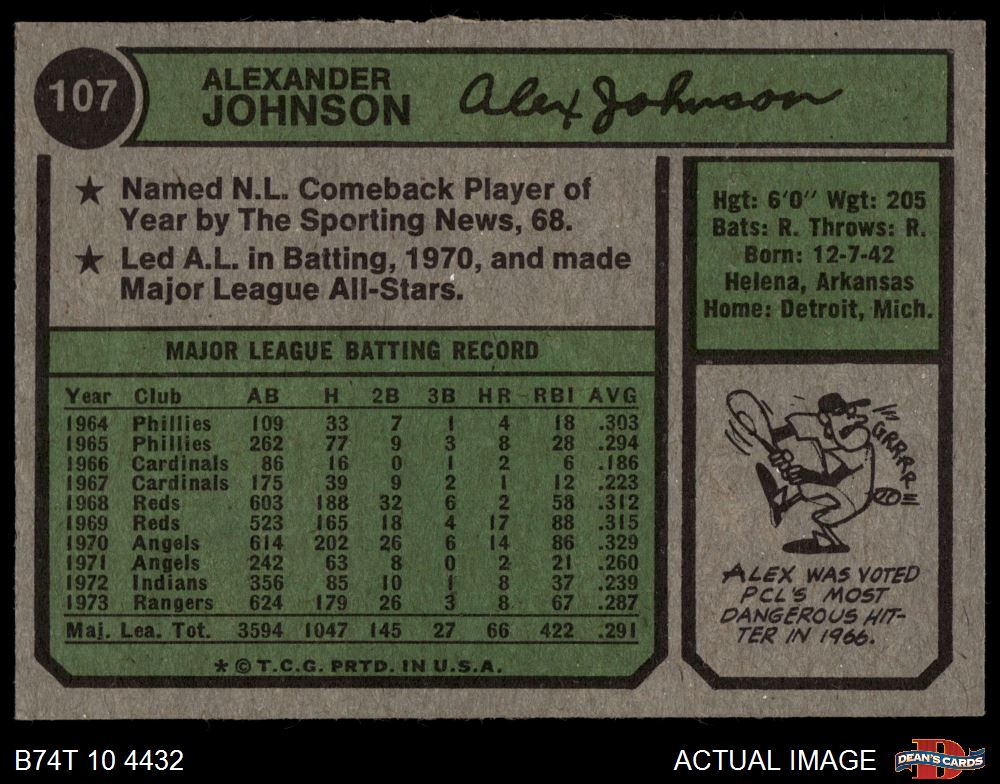 107
ALEXANDER
JOHNSON
Alex Johnson
★ Named N.L. Comeback Player of
Year by The Sporting News, 68.
★ Led A.L. in Batting, 1970, and made
Major League All-Stars.
Hgt: 6'0" Wgt: 205
Bats: R. Throws: R.
Born: 12-7-42
Helena, Arkansas
Home: Detroit, Mich.
MAJOR LEAGUE BATTING RECORD
Year Club AB H 2B 3B HR RBI AVG
1964 Phillies 109 33 7 1 4 18 .303
1965 Phillies 262 77 9 3 8 28 .294
1966 Cardinals 86 16 0 1 2 6 .186
1967 Cardinals 175 39 9 2 1 12 .223
1968 Reds 603 188 32 6 2 58 .312
1969 Reds 523 165 18 4 17 88 .315
1970 Angels 614 202 26 6 14 86 .329
1971 Angels 242 63 8 0 2 21 .260
1972 Indians 356 85 10 1 8 37 .239
1973 Rangers 624 179 26 3 8 67 .287
Maj. Lea. Tot. 3594 1047 145 27 66 422 .291
* © T.C.G. PRTD. IN U.S.A.
GRRRR
ALEX WAS VOTED
PCL'S MOST
DANGEROUS HIT-
TER IN 1966.
B74T 10 4432
ACTUAL IMAGE
DEAN'S CARDS